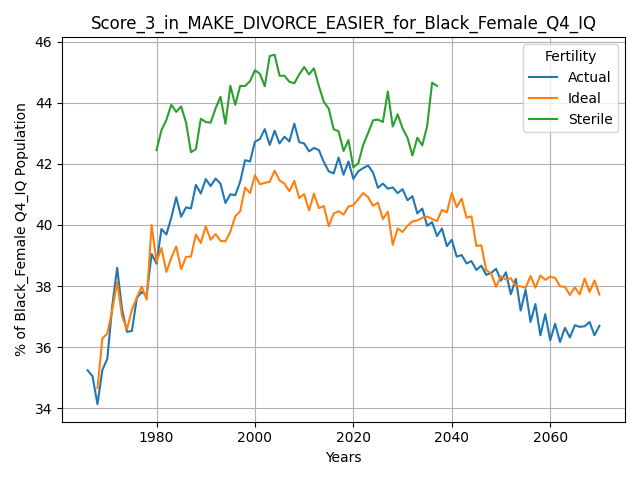 Score_3_in_MAKE_DIVORCE_EASIER_for_Black_Female_Q4_IQ
46
44
42
40
38
36
34
% of Black_Female Q4_IQ Population
Fertility
Actual
Ideal
Sterile
1980
2000
2020
2040
2060
Years